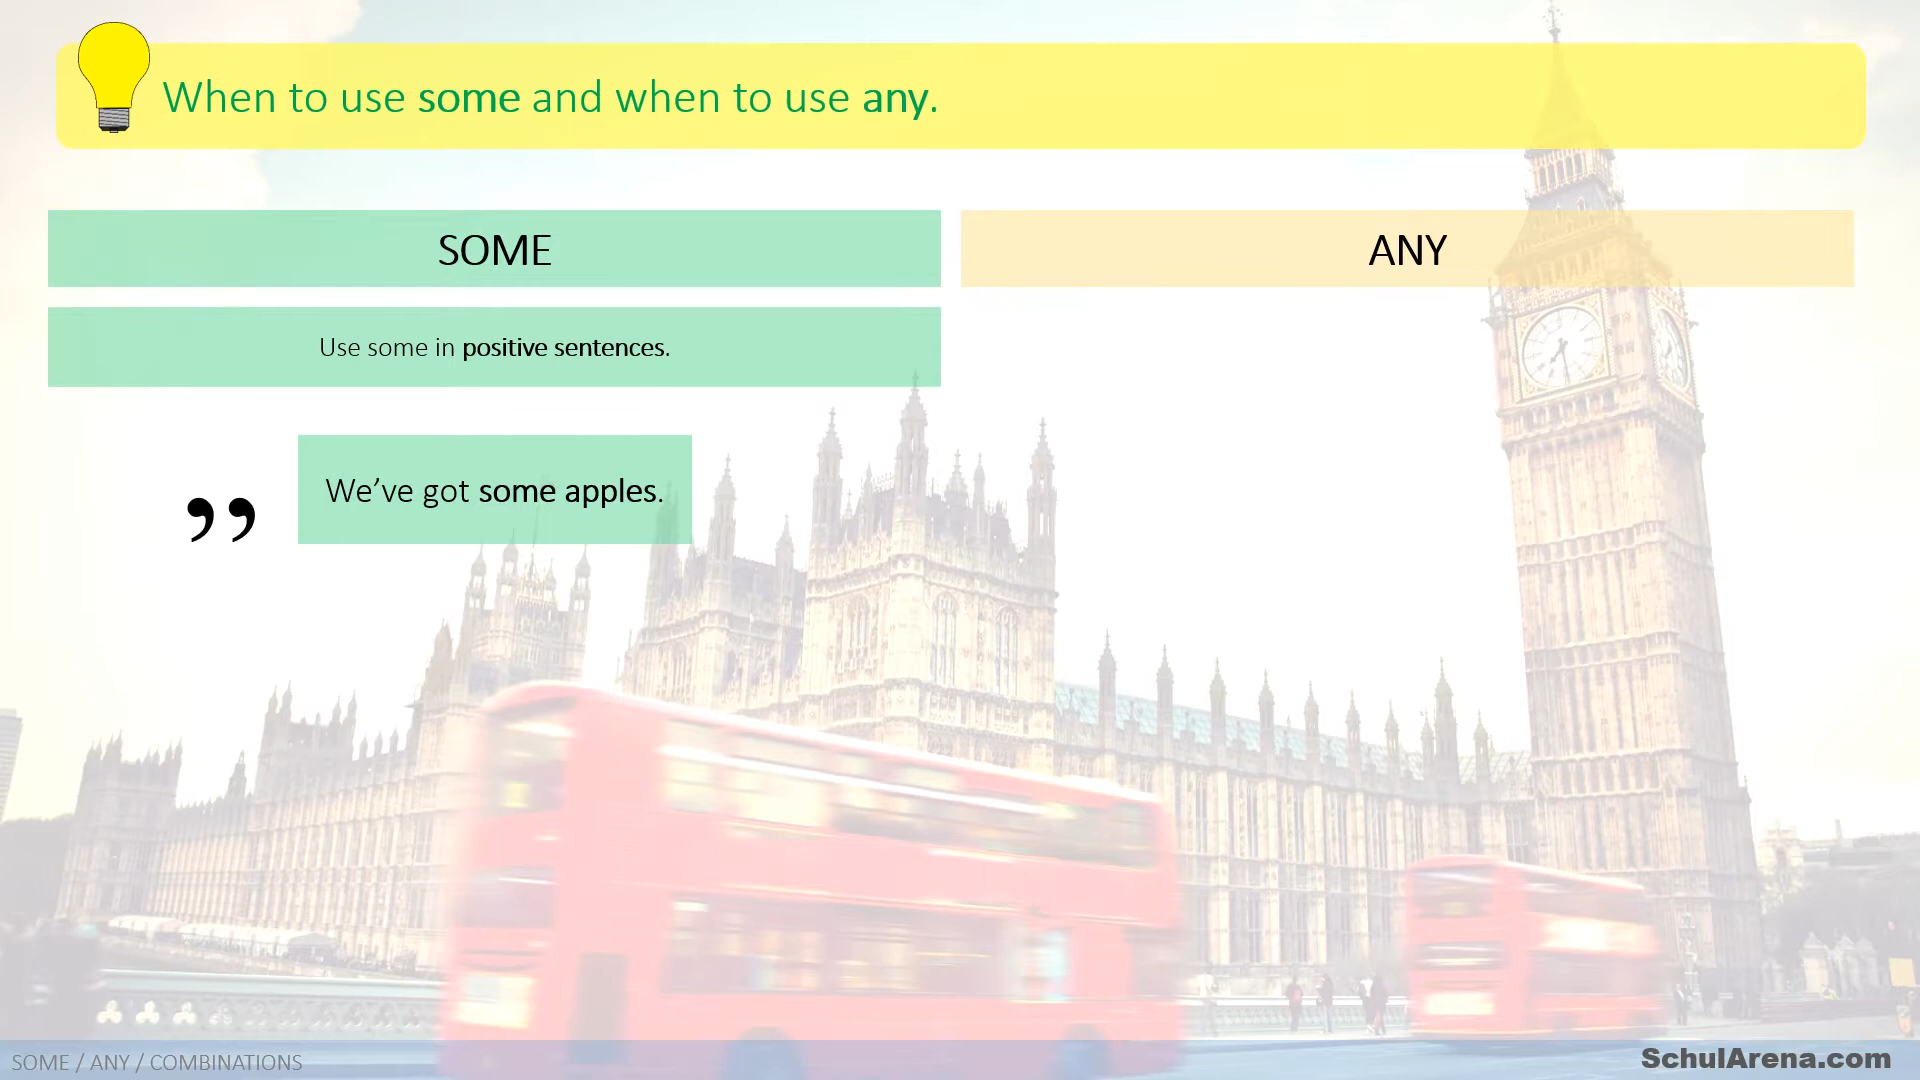 When to use some and when to use any.
SOME
ANY
Use some in positive sentences.
”
We’ve got some apples.
SOME / ANY / COMBINATIONS
SchulArena.com